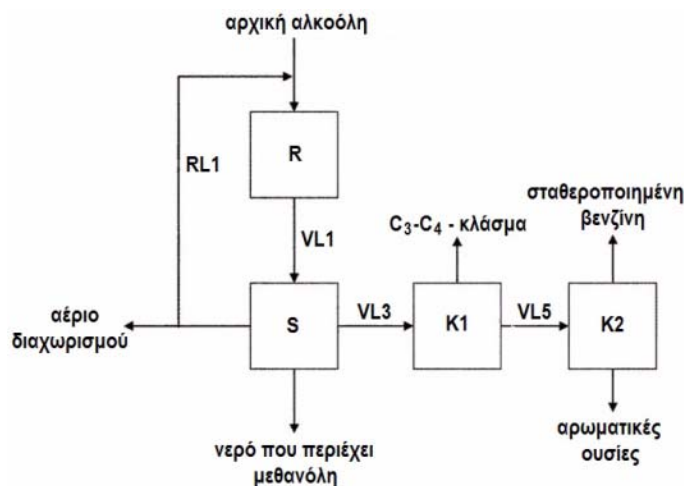 αρχική αλκοόλη
R
RL1
VL1
σταθεροποιημένη
βενζίνη
C₃-C₄ - κλάσμα
αέριο
διαχωρισμού
S
VL3
K1
VL5
K2
νερό που περιέχει
μεθανόλη
αρωματικές
ουσίες